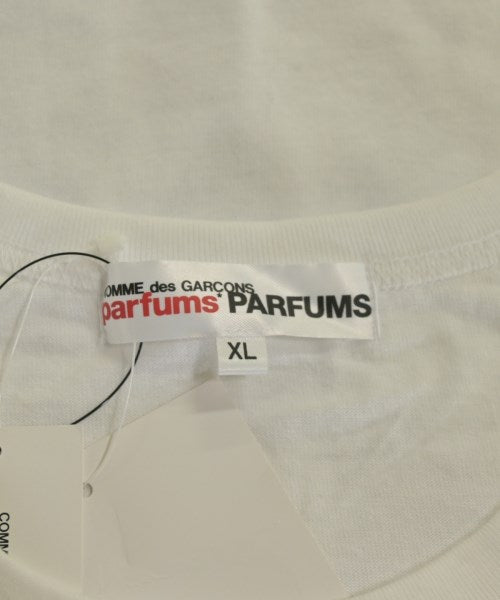 COMME des GARÇONS
parfums* PARFUMS
XL
COMM